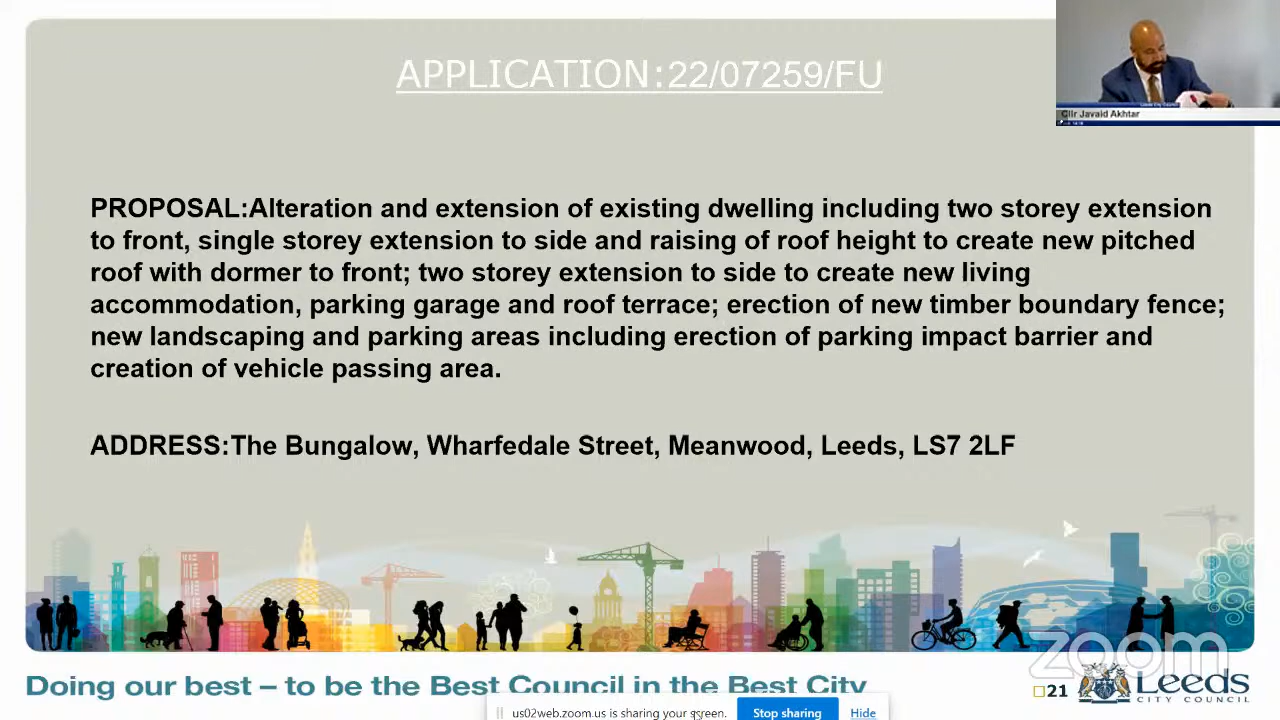 APPLICATION:22/07259/FU
Cllr Javaid Akhtar
PROPOSAL:Alteration and extension of existing dwelling including two storey extension
to front, single storey extension to side and raising of roof height to create new pitched
roof with dormer to front; two storey extension to side to create new living
accommodation, parking garage and roof terrace; erection of new timber boundary fence;
new landscaping and parking areas including erection of parking impact barrier and
creation of vehicle passing area.
ADDRESS:The Bungalow, Wharfedale Street, Meanwood, Leeds, LS7 2LF
zoom
Doing our best – to be the Best Council in the Best City
21
Leeds
CITY COUNCIL
us02web.zoom.us is sharing your screen.
Stop sharing
Hide